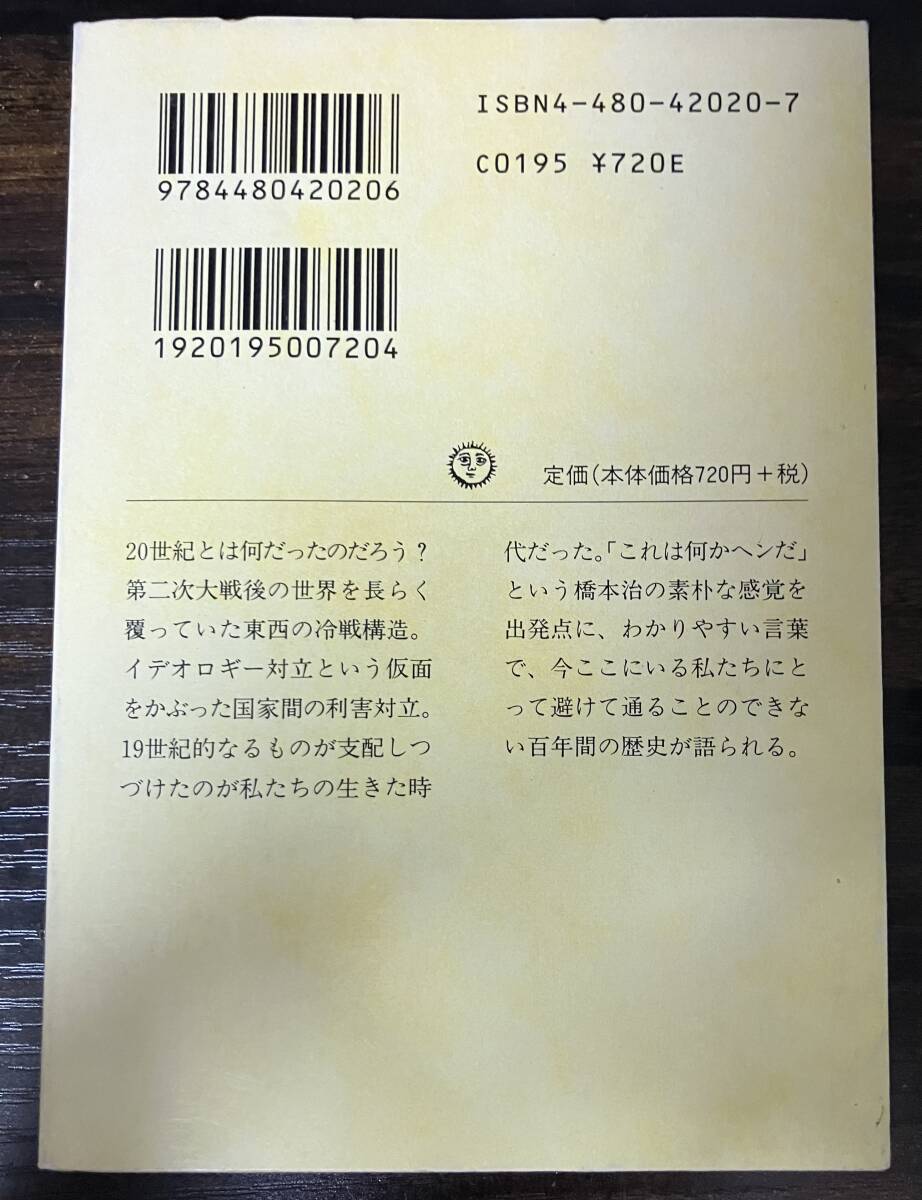 ISBN4-480-42020-7
C0195 ¥720E
9784480420206
1920195007204
定価(本体価格720円+税)
20世紀とは何だったのだろう?
第二次大戦後の世界を長らく
覆っていた東西の冷戦構造。
イデオロギー対立という仮面
をかぶった国家間の利害対立。
19世紀的なるものが支配しつ
づけたのが私たちの生きた時
代だった。「これは何かヘンだ」
という橋本治の素朴な感覚を
出発点に、わかりやすい言葉
で、今ここにいる私たちにと
って避けて通ることのできな
い百年間の歴史が語られる。